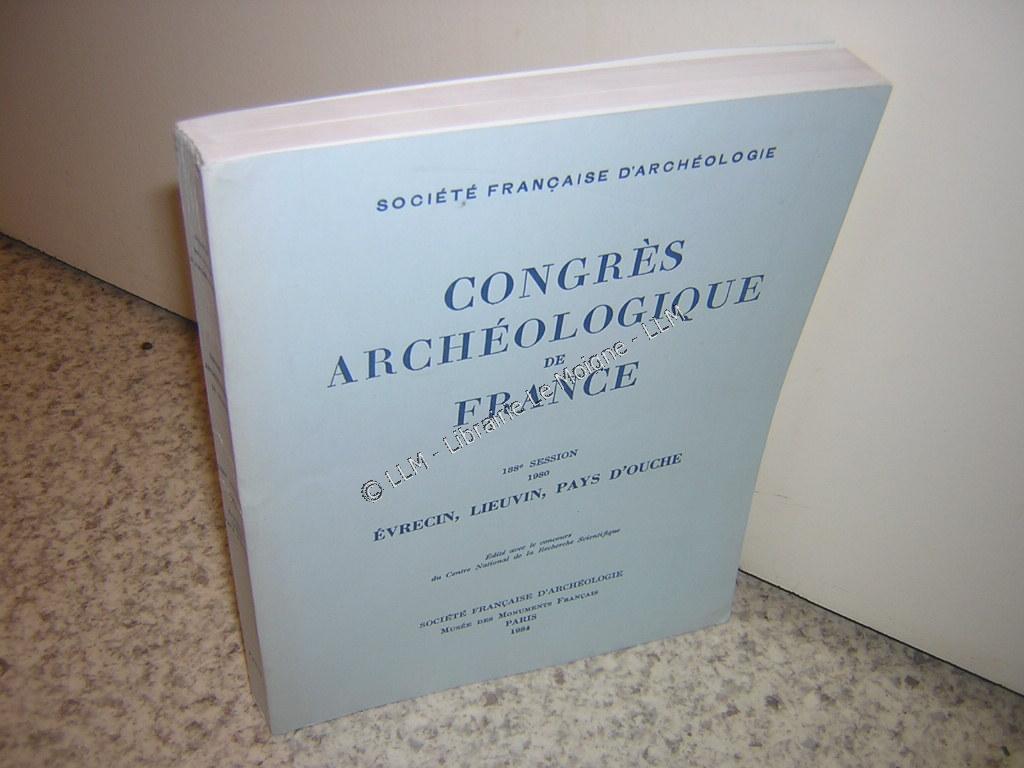 SOCIÉTÉ FRANÇAISE D'ARCHÉOLOGIE
CONGRÈS
ARCHÉOLOGIQUE
DE
FRANCE
© LLM - Librairie Le Moigne - LLM
138e SESSION
1980
ÉVRECIN, LIEUVIN, PAYS D'OUCHE
Édité avec le concours
du Centre National de la Recherche Scientifique
SOCIÉTÉ FRANÇAISE D'ARCHÉOLOGIE
MUSÉE DES MONUMENTS FRANÇAIS
PARIS
1984